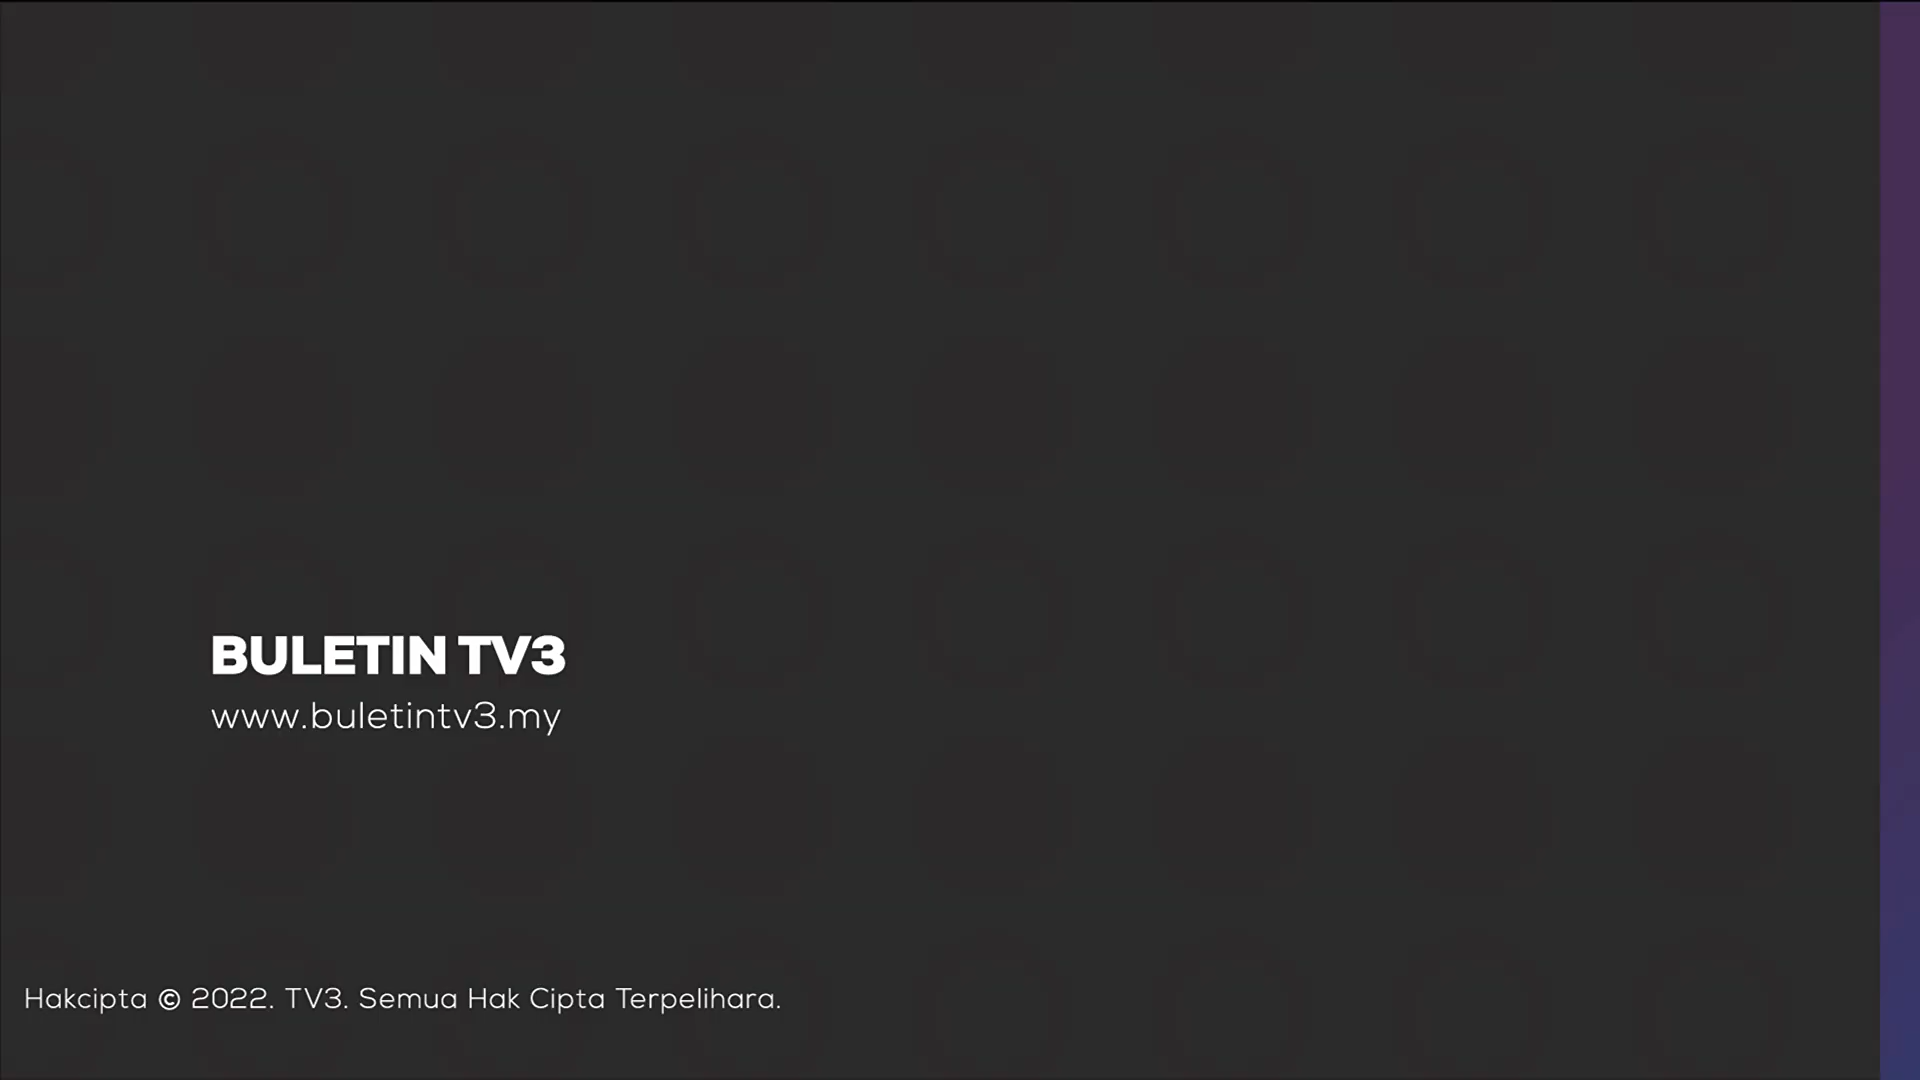 BULETIN TV3
www.buletintv3.my
Hakcipta © 2022. TV3. Semua Hak Cipta Terpelihara.